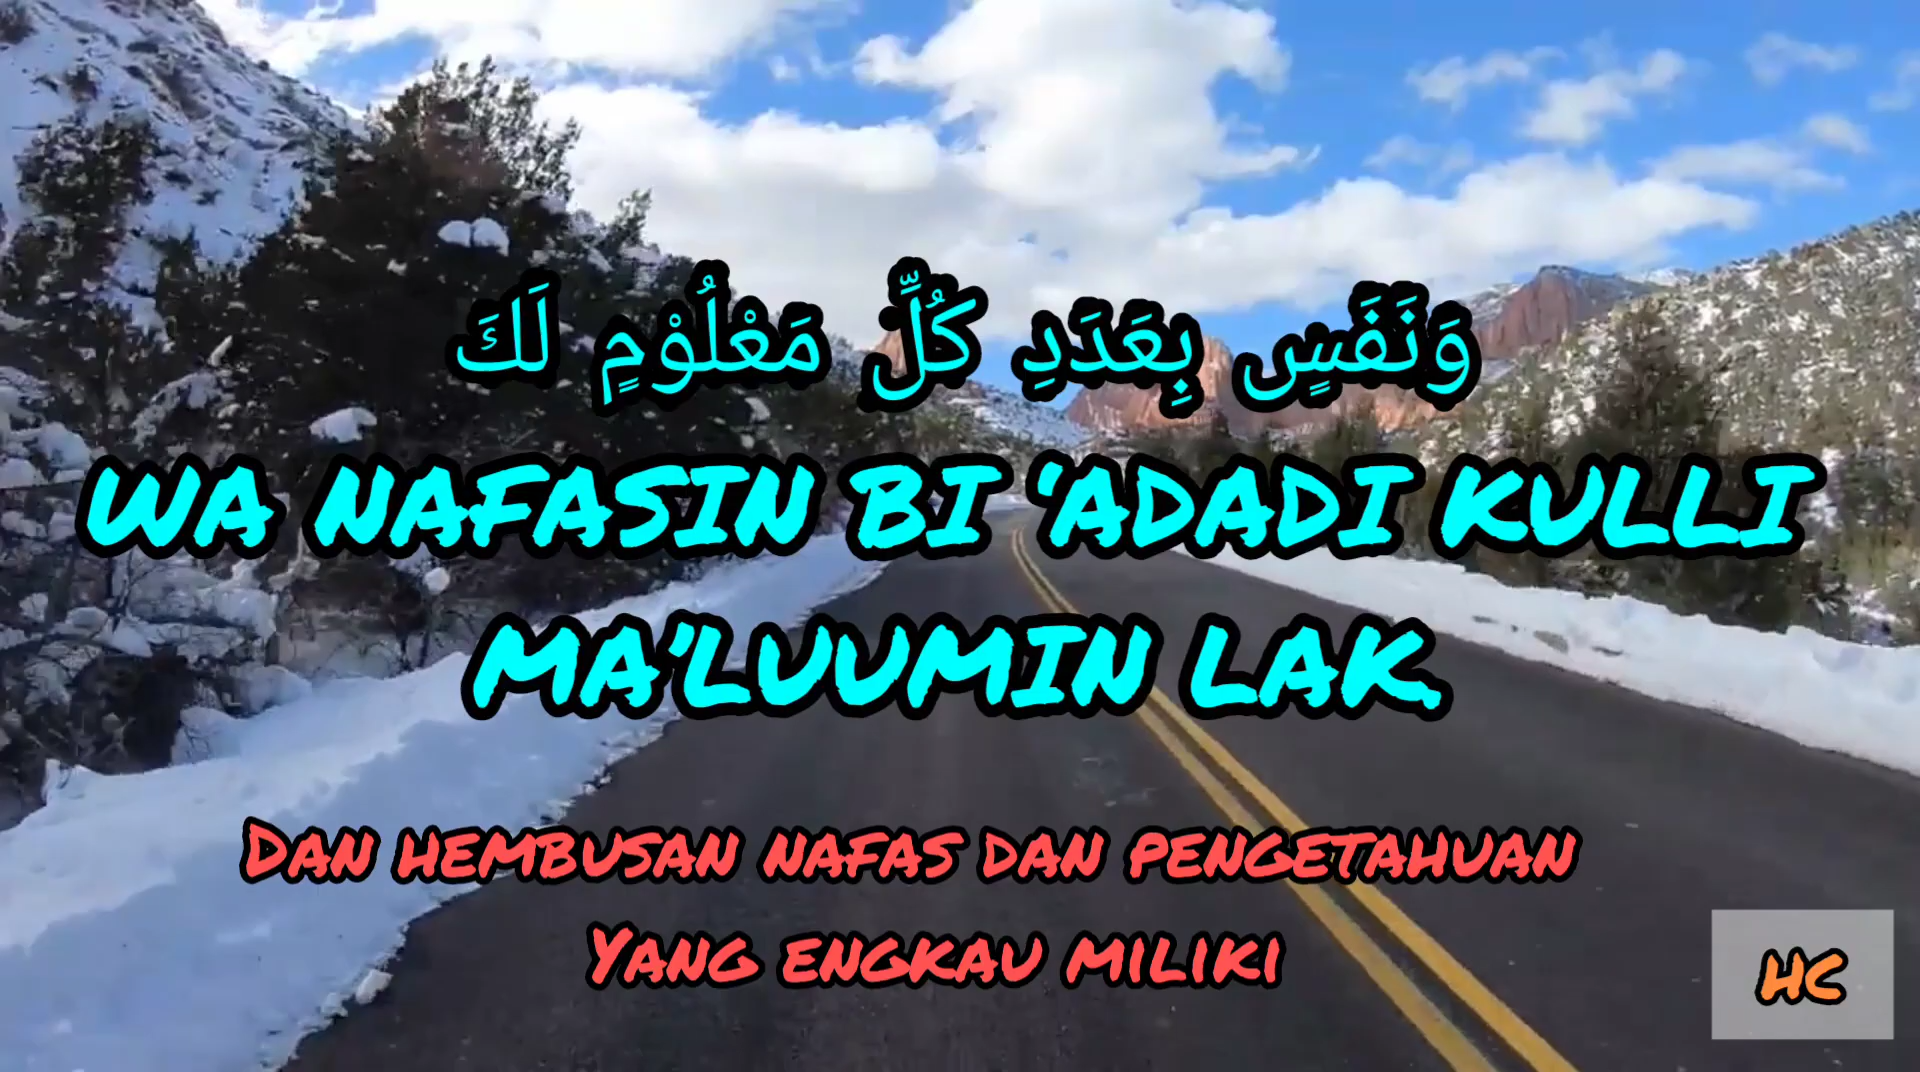 وَنَفَسٍ بِعَدَدِ كُلِّ مَعْلُوْمٍ لَكَ
WA NAFASIN BI ‘ADADI KULLI
MA’LUUMIN LAK.
DAN HEMBUSAN NAFAS DAN PENGETAHUAN
YANG ENGKAU MILIKI
HC